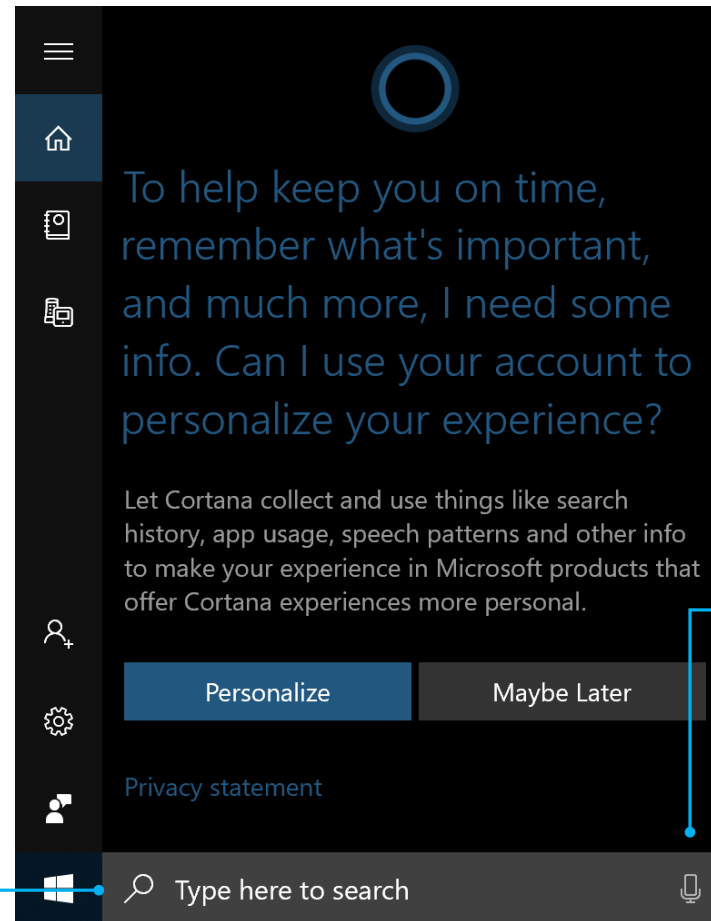 To help keep you on time,
remember what's important,
and much more, I need some
info. Can I use your account to
personalize your experience?
Let Cortana collect and use things like search
history, app usage, speech patterns and other info
to make your experience in Microsoft products that
offer Cortana experiences more personal.
Personalize
Maybe Later
Privacy statement
Type here to search